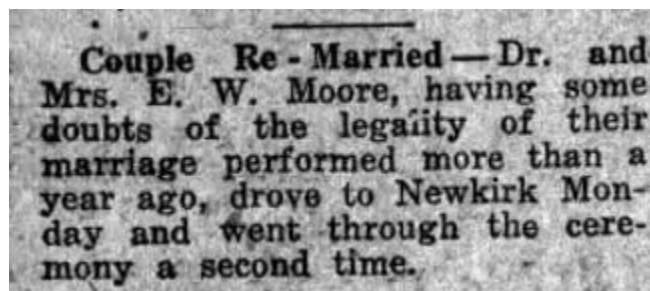 Couple Re - Married — Dr. and
Mrs. E. W. Moore, having some
doubts of the legality of their
marriage performed more than a
year ago, drove to Newkirk Mon-
day and went through the cere-
mony a second time.